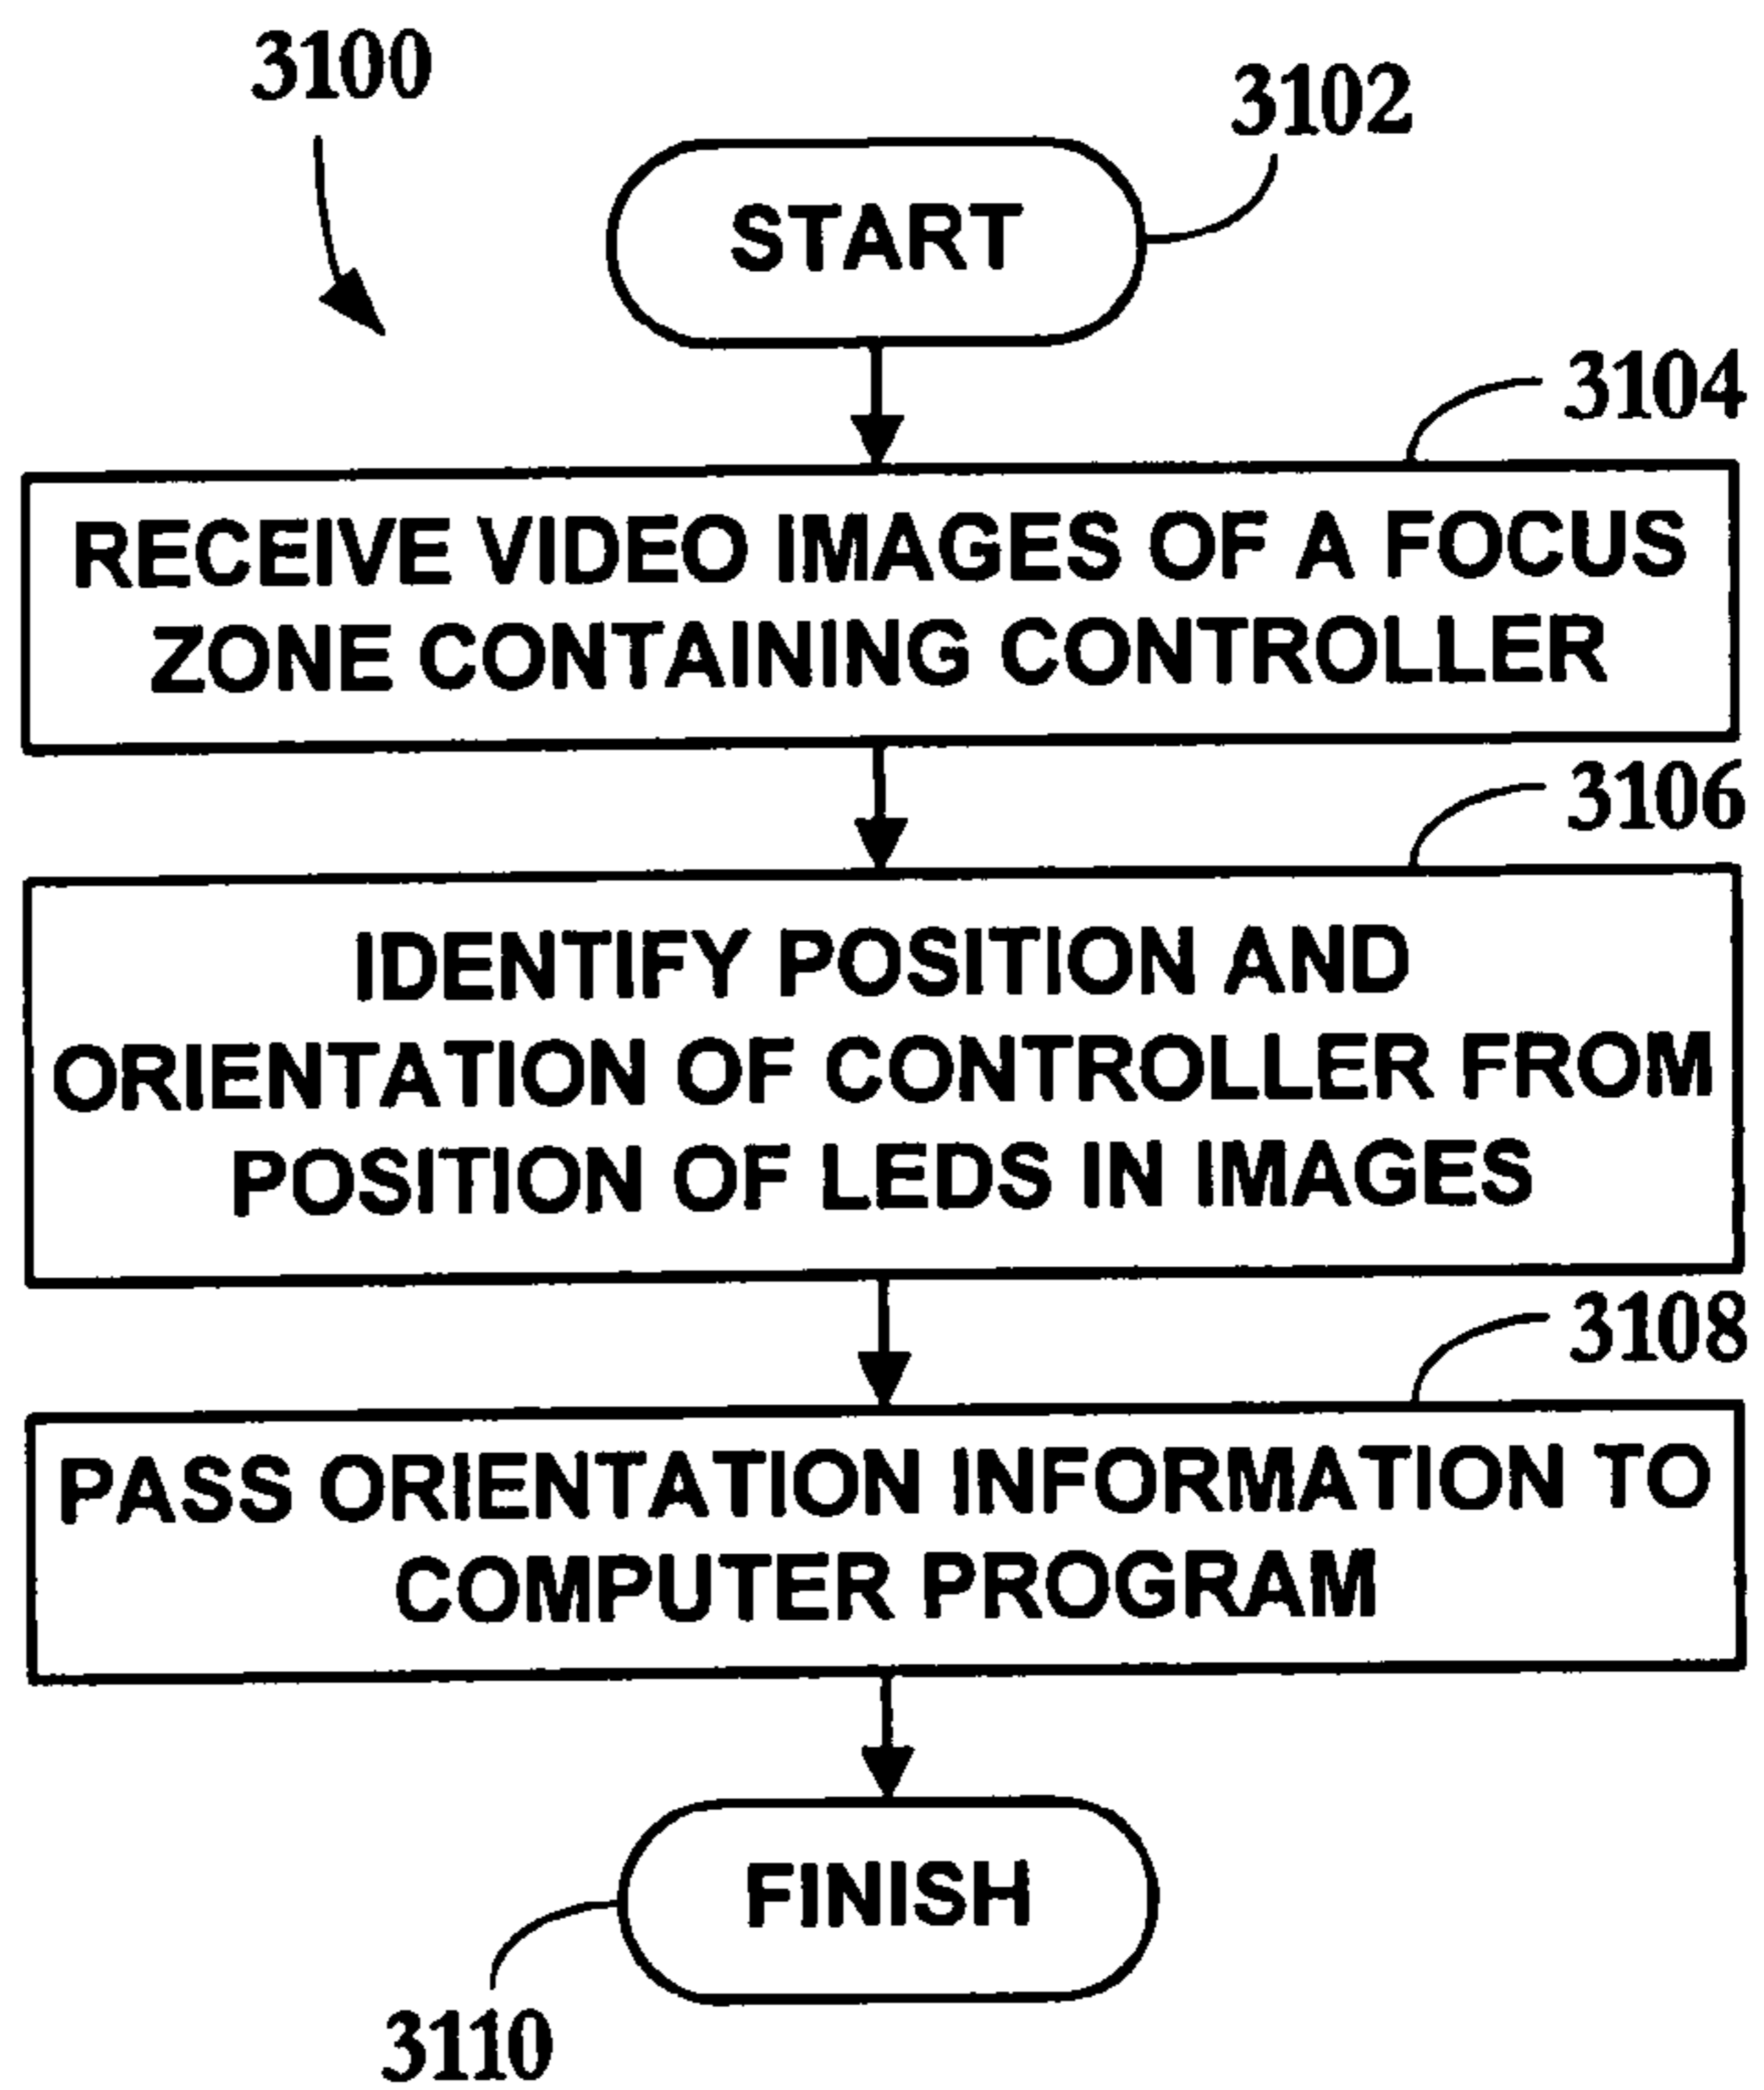 3100
3102
START
3104
RECEIVE VIDEO IMAGES OF A FOCUS
ZONE CONTAINING CONTROLLER
3106
IDENTIFY POSITION AND
ORIENTATION OF CONTROLLER FROM
POSITION OF LEDS IN IMAGES
3108
PASS ORIENTATION INFORMATION TO
COMPUTER PROGRAM
FINISH
3110